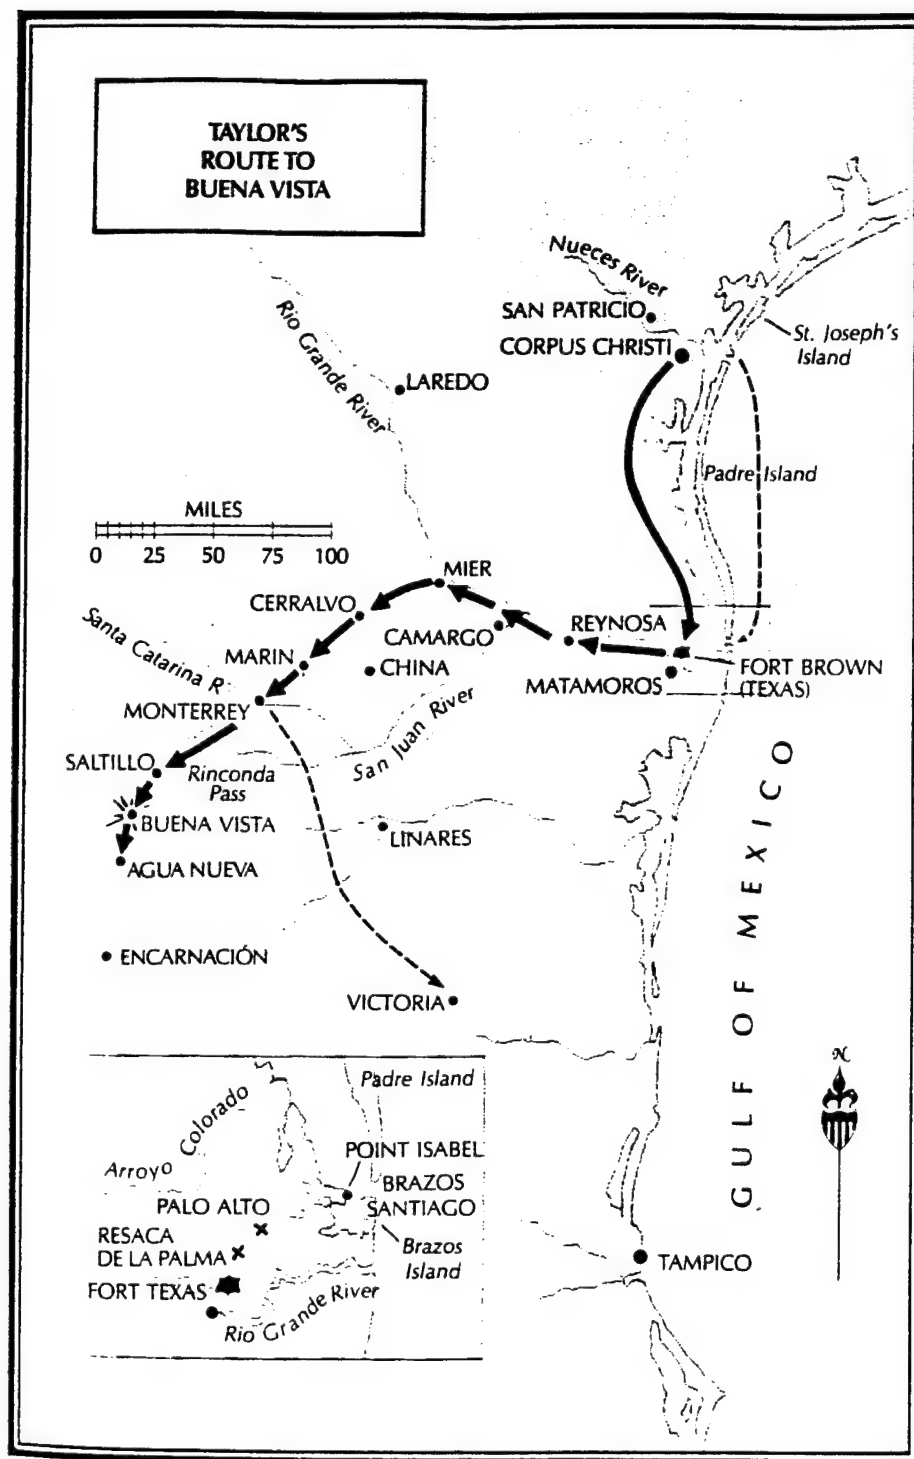 TAYLOR'S
ROUTE TO
BUENA VISTA
Nueces River
SAN PATRICIO
CORPUS CHRISTI
St. Joseph's
Island
Rio Grande River
LAREDO
Padre Island
MILES
0 25 50 75 100
MIER
CERRALVO
CAMARGO
REYNOSA
Santa Catarina R
MARIN
CHINA
MATAMOROS
FORT BROWN
(TEXAS)
MONTERREY
San Juan River
SALTILLO
Rinconda
Pass
BUENA VISTA
LINARES
AGUA NUEVA
ENCARNACIÓN
VICTORIA
GULF OF MEXICO
N
Padre Island
Arroyo Colorado
POINT ISABEL
BRAZOS
SANTIAGO
PALO ALTO
RESACA
DE LA PALMA
Brazos
Island
FORT TEXAS
Rio Grande River
TAMPICO